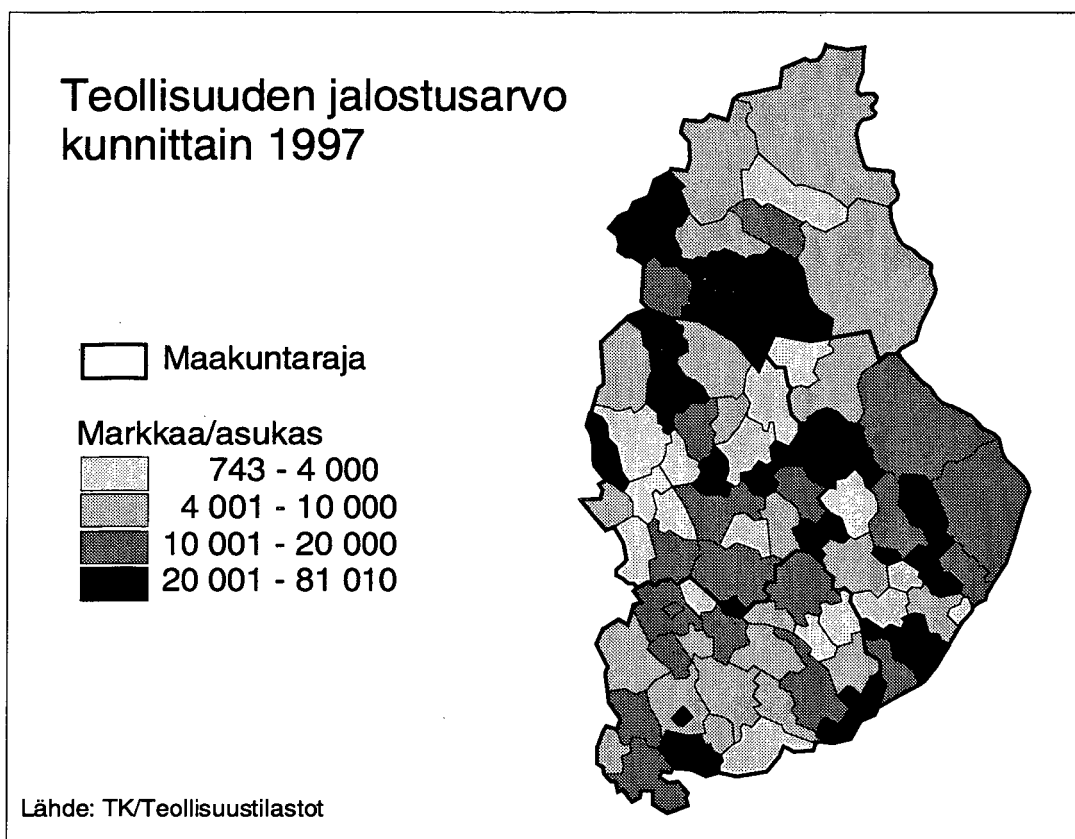 Teollisuuden jalostusarvo
kunnittain 1997
Maakuntaraja
Markkaa/asukas
743 - 4 000
4 001 - 10 000
10 001 - 20 000
20 001 - 81 010
Lähde: TK/Teollisuustilastot